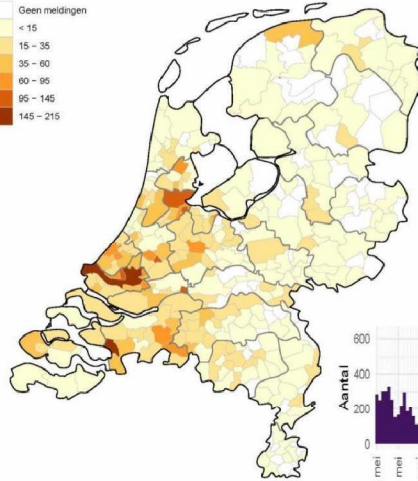 Geen meldingen
< 15
15 – 35
35 – 60
60 – 95
95 – 145
145 – 215
Aantal
600
400
200
0
mei
mei